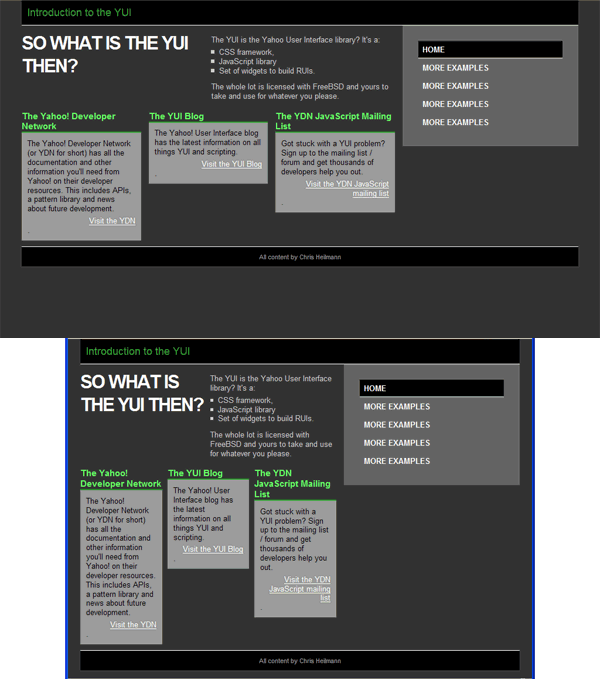 Introduction to the YUI
SO WHAT IS THE YUI
THEN?
The YUI is the Yahoo User Interface library? It's a:
CSS framework,
JavaScript library
Set of widgets to build RUIs.
The whole lot is licensed with FreeBSD and yours to
take and use for whatever you please.
HOME
MORE EXAMPLES
MORE EXAMPLES
MORE EXAMPLES
MORE EXAMPLES
The Yahoo! Developer
Network
The Yahoo! Developer Network
(or YDN for short) has all the
documentation and other
information you'll need from
Yahoo! on their developer
resources. This includes APIs,
a pattern library and news
about future development.
Visit the YDN
.
The YUI Blog
The Yahoo! User Interface blog
has the latest information on all
things YUI and scripting.
Visit the YUI Blog
.
The YDN JavaScript Mailing
List
Got stuck with a YUI problem?
Sign up to the mailing list /
forum and get thousands of
developers help you out.
Visit the YDN JavaScript
mailing list
.
All content by Chris Heilmann
Introduction to the YUI
SO WHAT IS
THE YUI THEN?
The YUI is the Yahoo User Interface
library? It's a:
CSS framework,
JavaScript library
Set of widgets to build RUIs.
The whole lot is licensed with
FreeBSD and yours to take and use
for whatever you please.
HOME
MORE EXAMPLES
MORE EXAMPLES
MORE EXAMPLES
MORE EXAMPLES
The Yahoo!
Developer Network
The Yahoo!
Developer Network
(or YDN for short)
has all the
documentation and
other information
you'll need from
Yahoo! on their
developer resources.
This includes APIs,
a pattern library and
news about future
development.
Visit the YDN
.
The YUI Blog
The Yahoo! User
Interface blog has
the latest
information on all
things YUI and
scripting.
Visit the YUI Blog
.
The YDN
JavaScript Mailing
List
Got stuck with a
YUI problem? Sign
up to the mailing list
/ forum and get
thousands of
developers help you
out.
Visit the YDN
JavaScript mailing
list
.
All content by Chris Heilmann